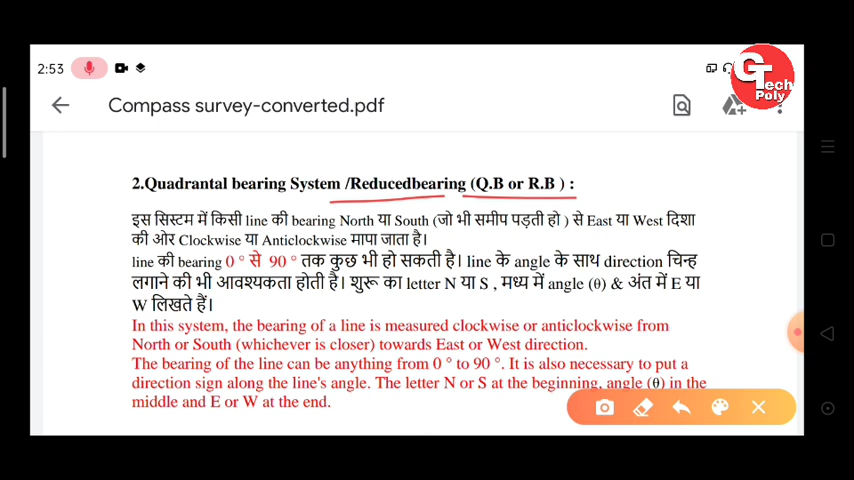 2:53
G Tech Poly
Compass survey-converted.pdf
2.Quadrantal bearing System /Reducedbearing (Q.B or R.B ) :
इस सिस्टम में किसी line की bearing North या South (जो भी समीप पड़ती हो ) से East या West दिशा
की ओर Clockwise या Anticlockwise मापा जाता है।
line की bearing 0 ° से 90 ° तक कुछ भी हो सकती है। line के angle के साथ direction चिन्ह
लगाने की भी आवश्यकता होती है। शुरू का letter N या S , मध्य में angle (θ) & अंत में E या
W लिखते हैं।
In this system, the bearing of a line is measured clockwise or anticlockwise from
North or South (whichever is closer) towards East or West direction.
The bearing of the line can be anything from 0 ° to 90 °. It is also necessary to put a
direction sign along the line's angle. The letter N or S at the beginning, angle (θ) in the
middle and E or W at the end.